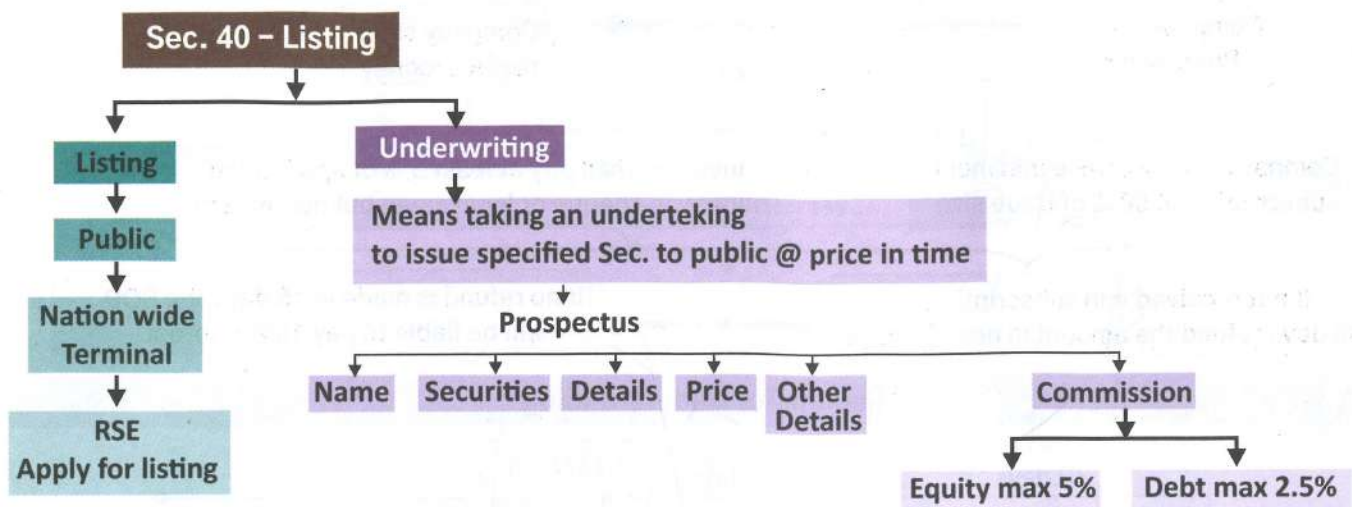 Sec. 40 – Listing
Listing
Public
Nation wide
Terminal
RSE
Apply for listing
Underwriting
Means taking an underteking
to issue specified Sec. to public @ price in time
Prospectus
Name
Securities
Details
Price
Other
Details
Commission
Equity max 5%
Debt max 2.5%